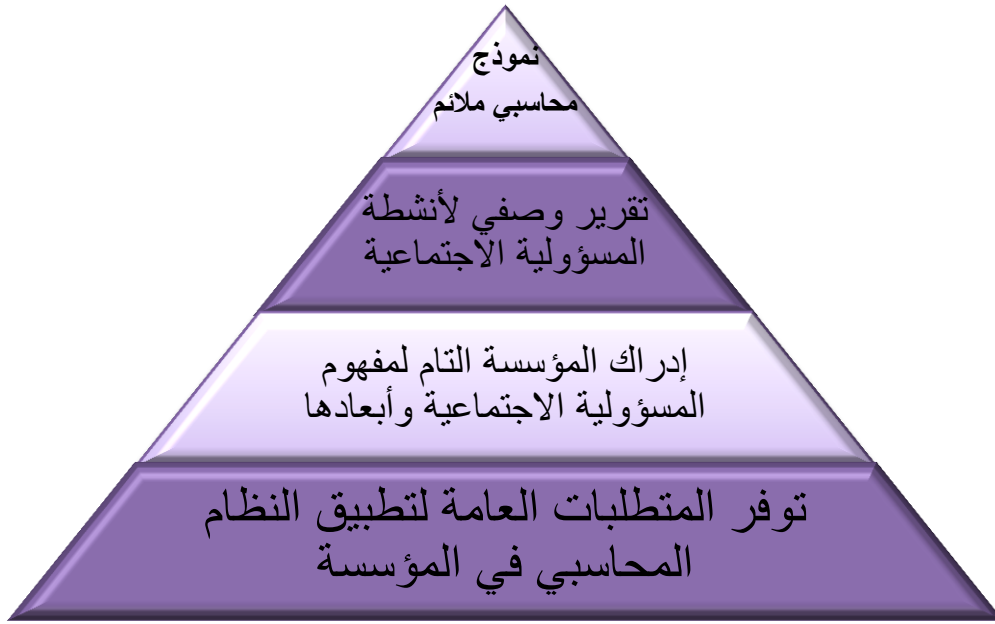 نموذج
محاسبي ملائم
تقرير وصفي لأنشطة
المسؤولية الاجتماعية
إدراك المؤسسة التام لمفهوم
المسؤولية الاجتماعية وأبعادها
توفر المتطلبات العامة لتطبيق النظام
المحاسبي في المؤسسة